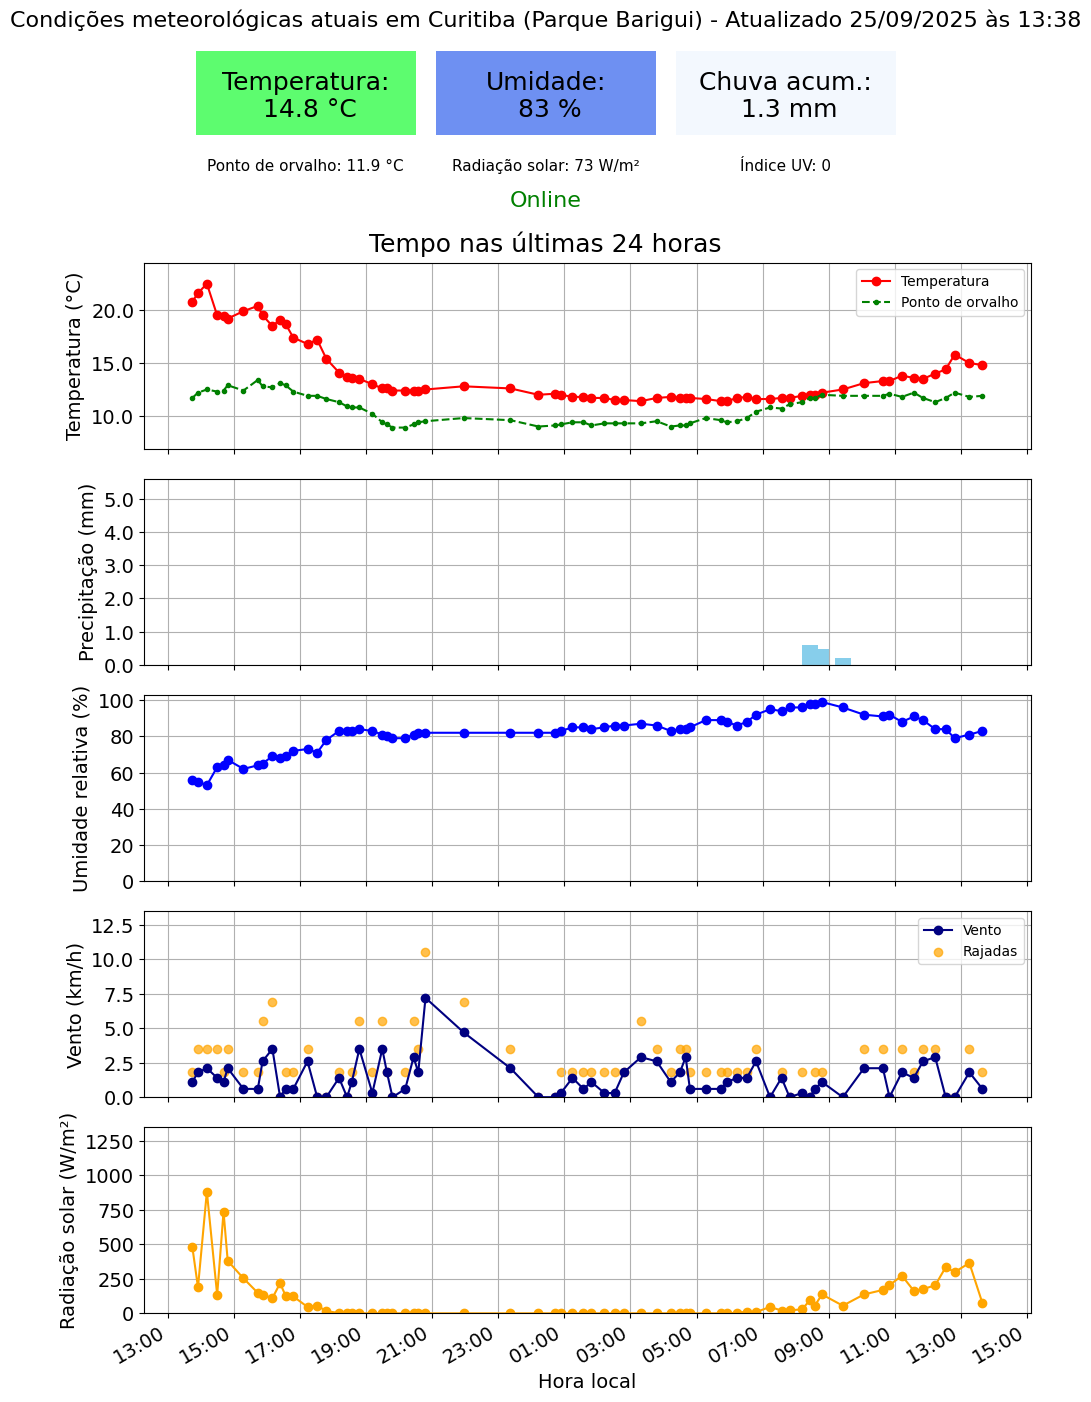 Condições meteorológicas atuais em Curitiba (Parque Barigui) - Atualizado 25/09/2025 às 13:38
Temperatura:
14.8 °C
Umidade:
83 %
Chuva acum.:
1.3 mm
Ponto de orvalho: 11.9 °C
Radiação solar: 73 W/m²
Índice UV: 0
Online
Tempo nas últimas 24 horas
Temperatura (°C)
20.0
15.0
10.0
Temperatura
Ponto de orvalho
Precipitação (mm)
5.0
4.0
3.0
2.0
1.0
0.0
Umidade relativa (%)
100
80
60
40
20
0
Vento (km/h)
12.5
10.0
7.5
5.0
2.5
0.0
Vento
Rajadas
Radiação solar (W/m²)
1250
1000
750
500
250
0
13:00
15:00
17:00
19:00
21:00
23:00
01:00
03:00
05:00
07:00
09:00
11:00
13:00
15:00
Hora local